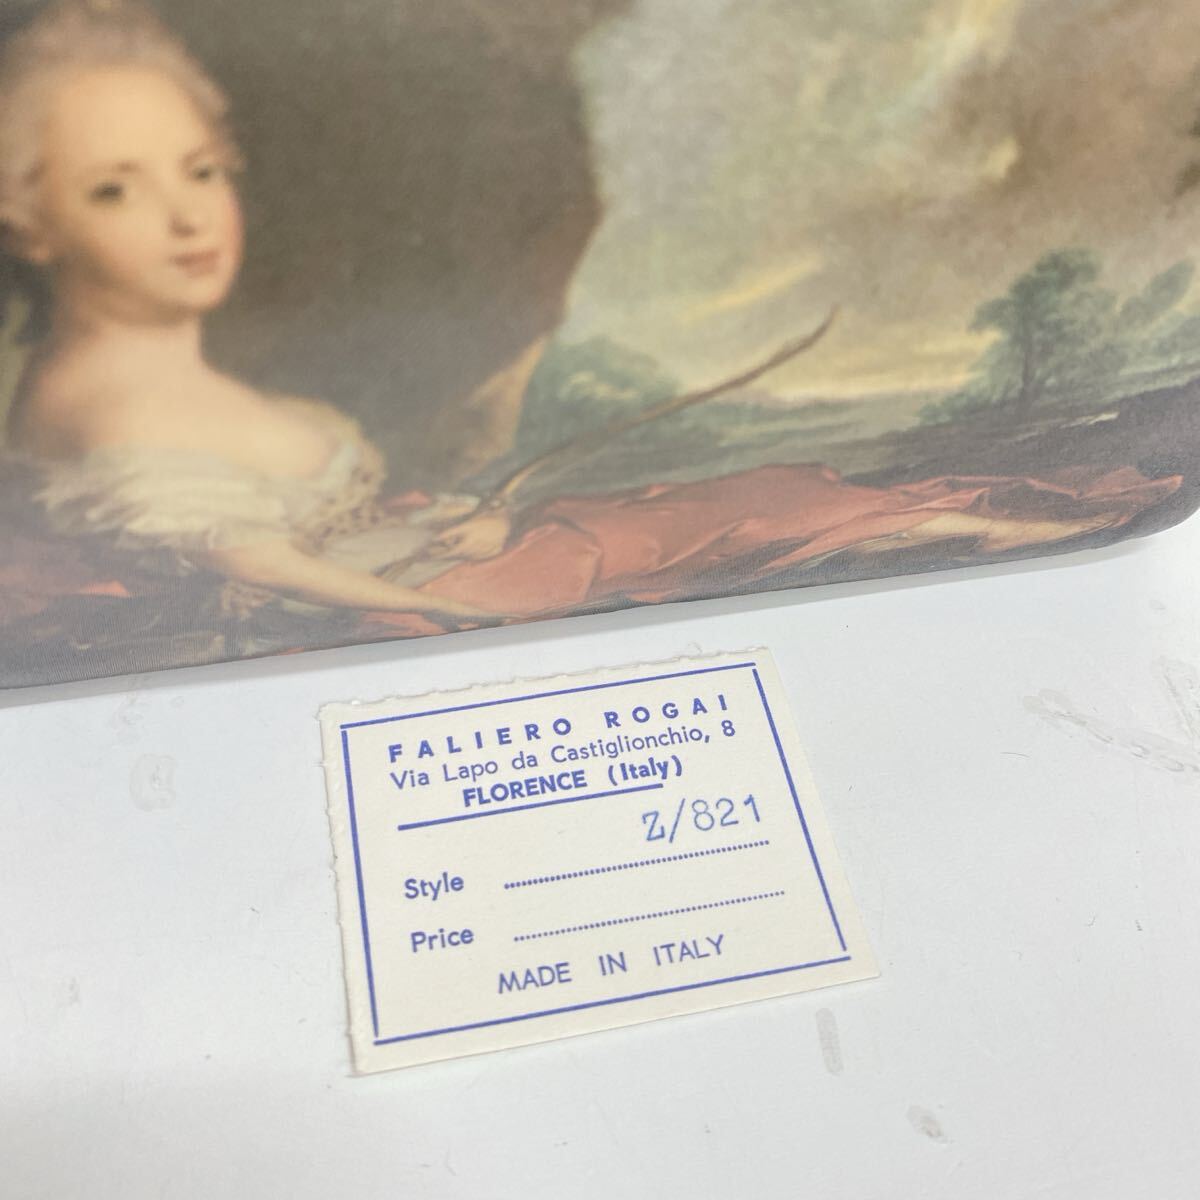 FALIERO ROGAI
Via Lapo da Castiglionchio, 8
FLORENCE (Italy)
Z/821
Style
Price
MADE IN ITALY